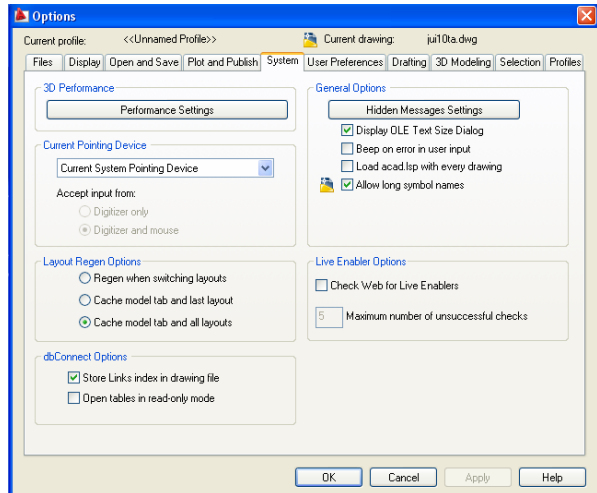 Options
Current profile: <<Unnamed Profile>> Current drawing: jui10ta.dwg
Files Display Open and Save Plot and Publish System User Preferences Drafting 3D Modeling Selection Profiles
3D Performance
Performance Settings
Current Pointing Device
Current System Pointing Device
Accept input from:
Digitizer only
Digitizer and mouse
Layout Regen Options
Regen when switching layouts
Cache model tab and last layout
Cache model tab and all layouts
dbConnect Options
Store Links index in drawing file
Open tables in read-only mode
General Options
Hidden Messages Settings
Display OLE Text Size Dialog
Beep on error in user input
Load acad.lsp with every drawing
Allow long symbol names
Live Enabler Options
Check Web for Live Enablers
5 Maximum number of unsuccessful checks
OK Cancel Apply Help